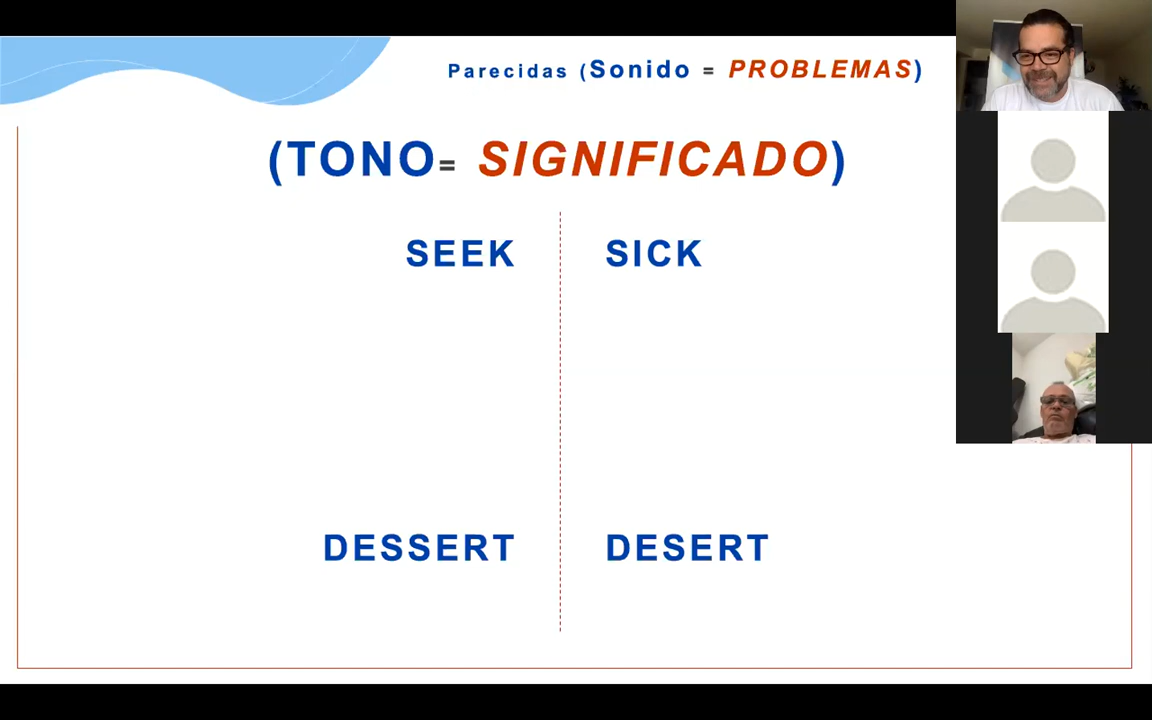 Parecidas (Sonido = PROBLEMAS)
(TONO= SIGNIFICADO)
SEEK SICK
DESSERT DESERT